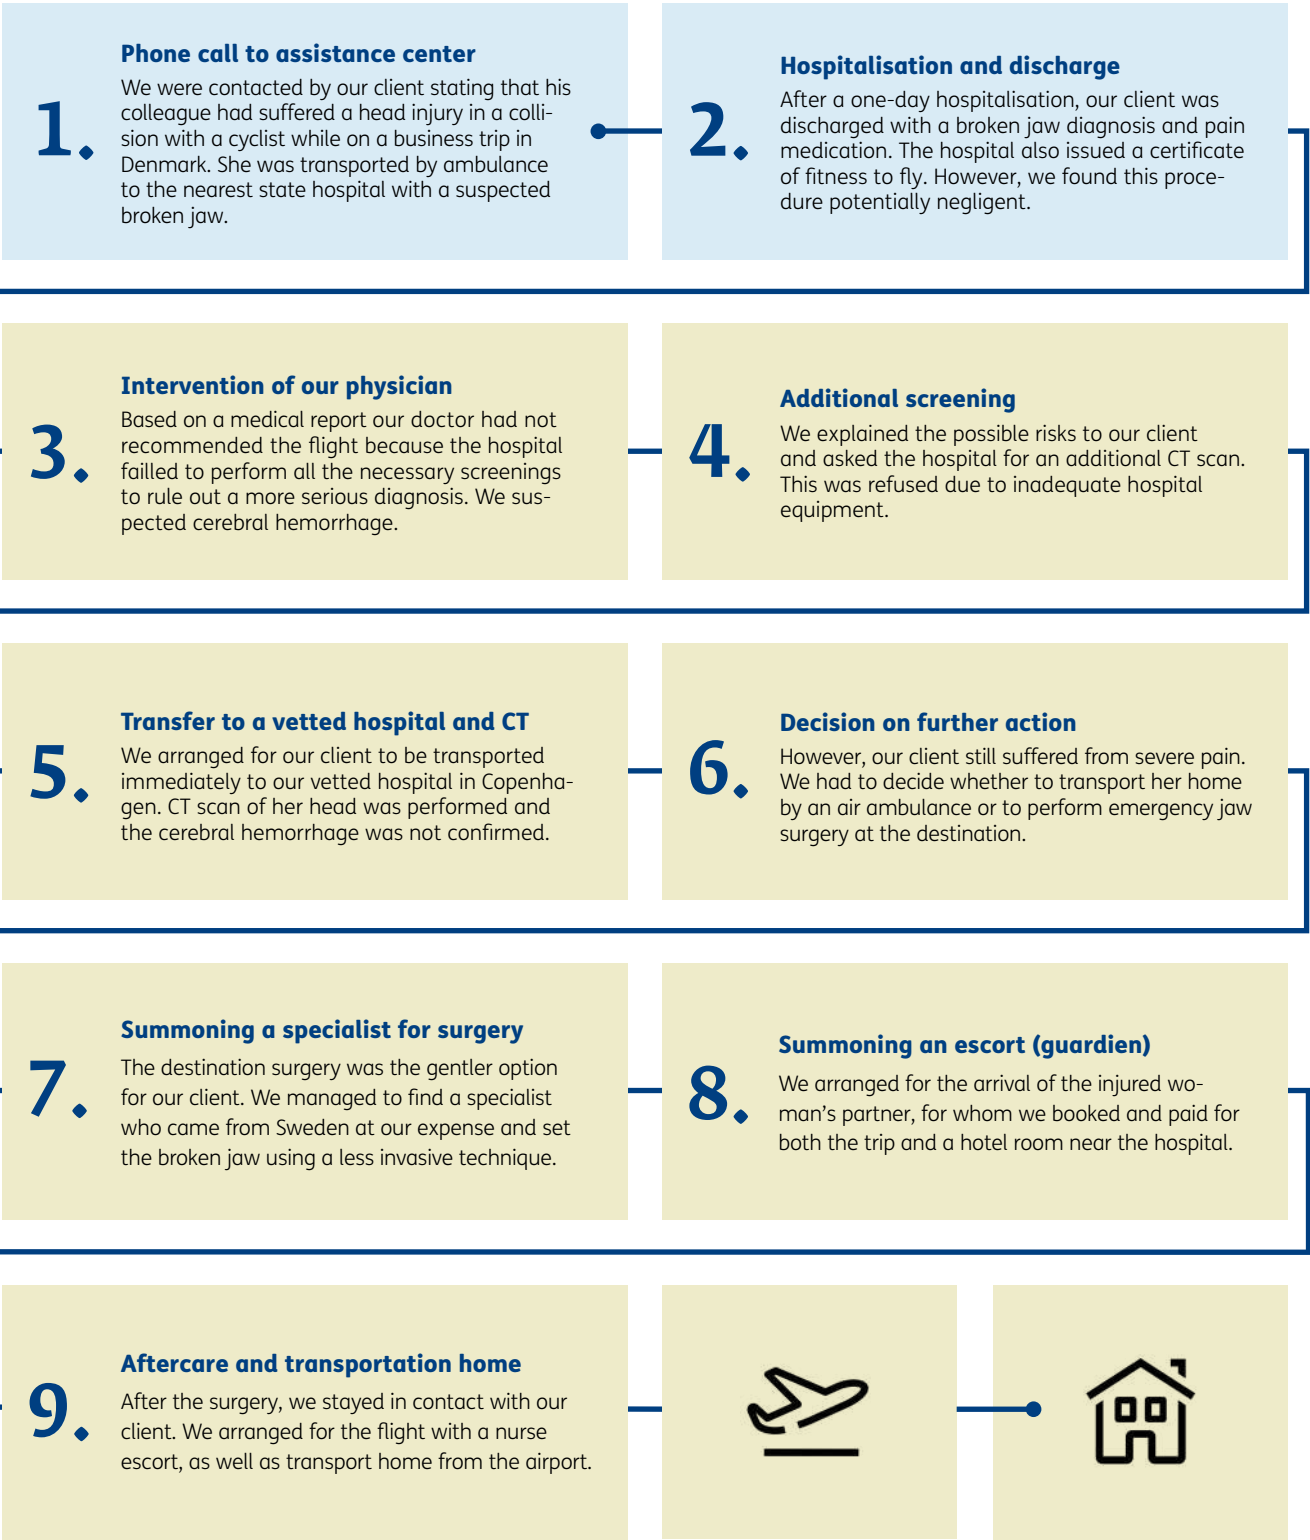 1.
Phone call to assistance center
We were contacted by our client stating that his
colleague had suffered a head injury in a colli-
sion with a cyclist while on a business trip in
Denmark. She was transported by ambulance
to the nearest state hospital with a suspected
broken jaw.
2.
Hospitalisation and discharge
After a one-day hospitalisation, our client was
discharged with a broken jaw diagnosis and pain
medication. The hospital also issued a certificate
of fitness to fly. However, we found this proce-
dure potentially negligent.
3.
Intervention of our physician
Based on a medical report our doctor had not
recommended the flight because the hospital
failled to perform all the necessary screenings
to rule out a more serious diagnosis. We sus-
pected cerebral hemorrhage.
4.
Additional screening
We explained the possible risks to our client
and asked the hospital for an additional CT scan.
This was refused due to inadequate hospital
equipment.
5.
Transfer to a vetted hospital and CT
We arranged for our client to be transported
immediately to our vetted hospital in Copenha-
gen. CT scan of her head was performed and
the cerebral hemorrhage was not confirmed.
6.
Decision on further action
However, our client still suffered from severe pain.
We had to decide whether to transport her home
by an air ambulance or to perform emergency jaw
surgery at the destination.
7.
Summoning a specialist for surgery
The destination surgery was the gentler option
for our client. We managed to find a specialist
who came from Sweden at our expense and set
the broken jaw using a less invasive technique.
8.
Summoning an escort (guardien)
We arranged for the arrival of the injured wo-
man's partner, for whom we booked and paid for
both the trip and a hotel room near the hospital.
9.
Aftercare and transportation home
After the surgery, we stayed in contact with our
client. We arranged for the flight with a nurse
escort, as well as transport home from the airport.